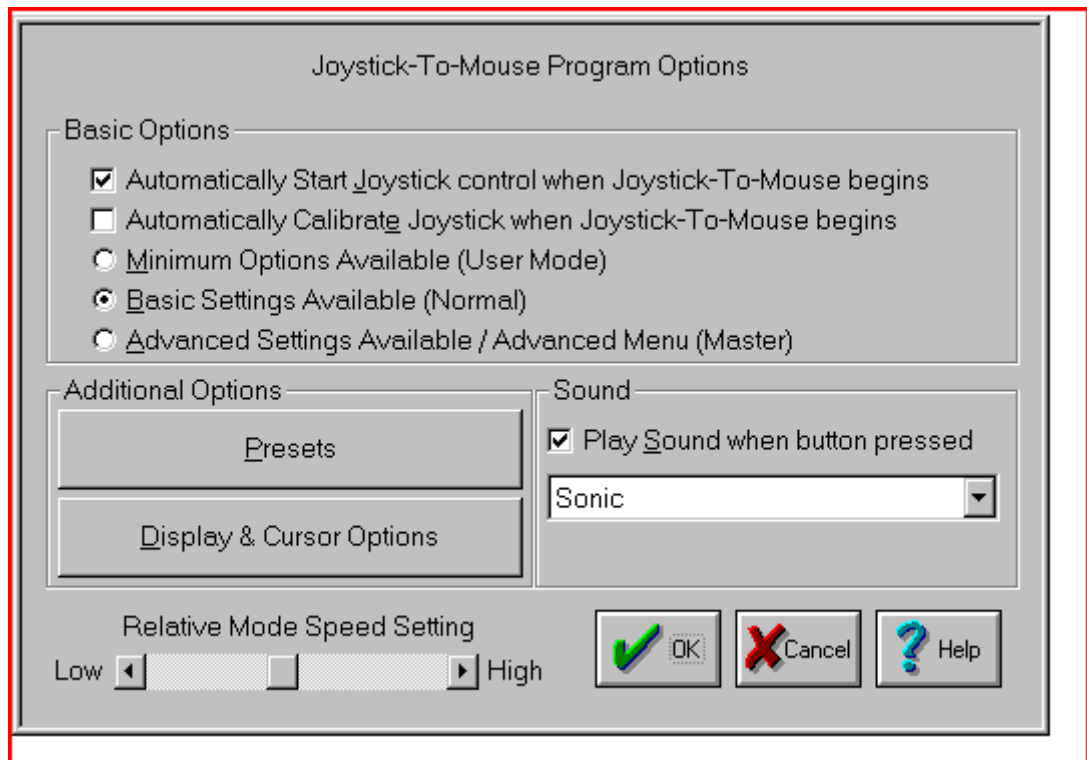 Joystick-To-Mouse Program Options
Basic Options
Automatically Start Joystick control when Joystick-To-Mouse begins
Automatically Calibrate Joystick when Joystick-To-Mouse begins
Minimum Options Available (User Mode)
Basic Settings Available (Normal)
Advanced Settings Available / Advanced Menu (Master)
Additional Options
Presets
Display & Cursor Options
Sound
Play Sound when button pressed
Sonic
Relative Mode Speed Setting
Low High
OK Cancel Help